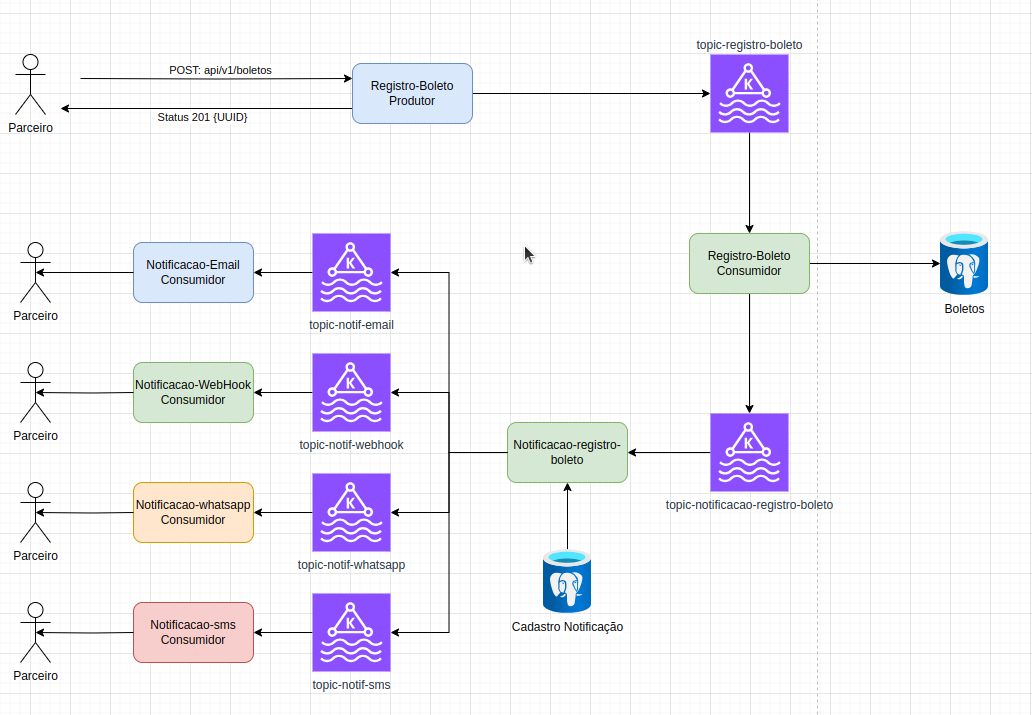 topic-registro-boleto
K
POST: api/v1/boletos
Registro-Boleto
Produtor
Status 201 {UUID}
Parceiro
Notificacao-Email
Consumidor
K
Registro-Boleto
Consumidor
Parceiro
topic-notif-email
Boletos
Notificacao-WebHook
Consumidor
K
Parceiro
topic-notif-webhook
Notificacao-registro-
boleto
K
topic-notificacao-registro-boleto
Notificacao-whatsapp
Consumidor
K
Parceiro
topic-notif-whatsapp
Cadastro Notificação
Notificacao-sms
Consumidor
K
Parceiro
topic-notif-sms